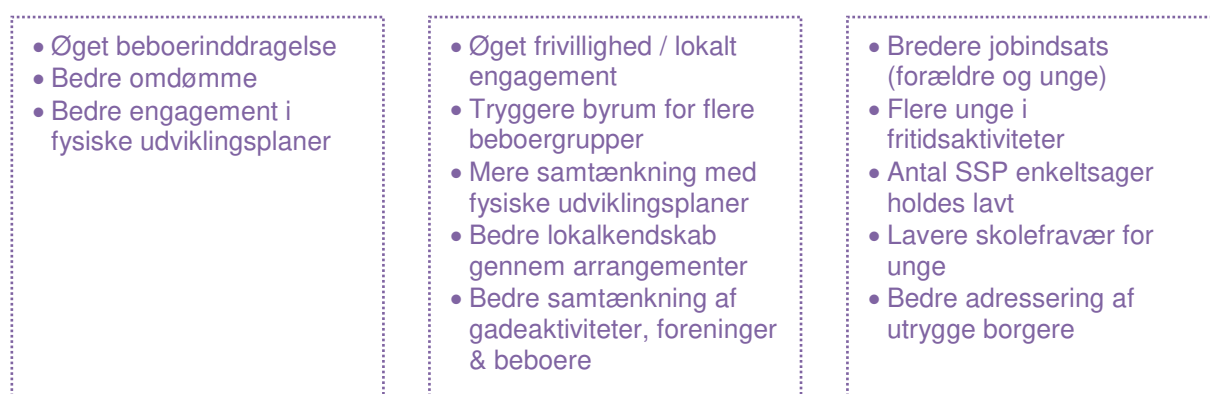 • Øget beboerinddragelse
• Bedre omdømme
• Bedre engagement i
fysiske udviklingsplaner
• Øget frivillighed / lokalt
engagement
• Tryggere byrum for flere
beboergrupper
• Mere samtænkning med
fysiske udviklingsplaner
• Bedre lokalkendskab
gennem arrangementer
• Bedre samtænkning af
gadeaktiviteter, foreninger
& beboere
• Bredere jobindsats
(forældre og unge)
• Flere unge i
fritidsaktiviteter
• Antal SSP enkeltsager
holdes lavt
• Lavere skolefravær for
unge
• Bedre adressering af
utrygge borgere